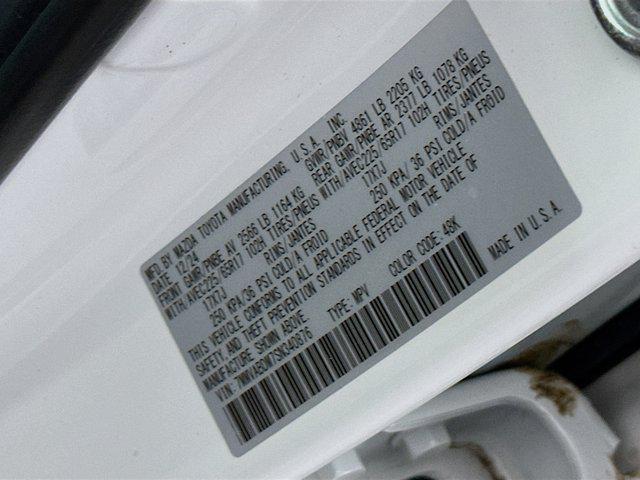 MFD. BY MAZDA TOYOTA MANUFACTURING, U.S.A. INC.
DATE 12/24 GVWR/PNBV 4861 LB 2205 KG
FRONT GAWR/PNBE AV 2566 LB 1164 KG REAR GAWR/PNBE AR 2377 LB 1078 KG
WITH/AVEC225/65R17 102H TIRES/PNEUS WITH/AVEC225/65R17 102H TIRES/PNEUS
17X7J RIMS/JANTES 17X7J RIMS/JANTES
250 KPA/36 PSI COLD/A FROID 250 KPA/36 PSI COLD/A FROID
THIS VEHICLE CONFORMS TO ALL APPLICABLE FEDERAL MOTOR VEHICLE
SAFETY, AND THEFT PREVENTION STANDARDS IN EFFECT ON THE DATE OF
MANUFACTURE SHOWN ABOVE.
TYPE: MPV COLOR CODE: 48K
MADE IN U.S.A.